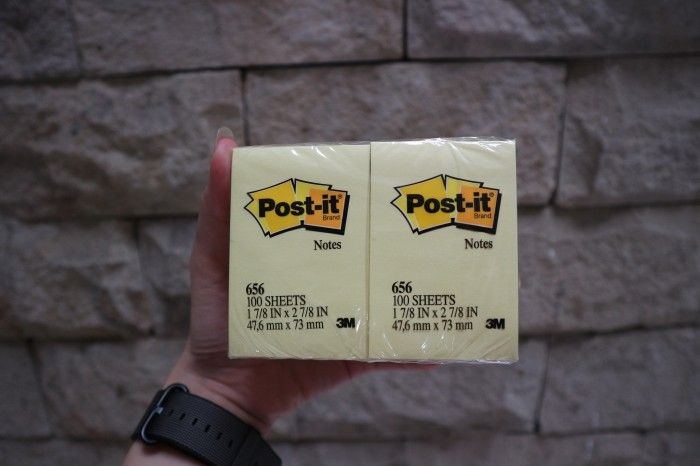 Post-it
Brand
Notes
656
100 SHEETS
1 7/8 IN x 2 7/8 IN
47,6 mm x 73 mm
3M
Post-it
Brand
Notes
656
100 SHEETS
1 7/8 IN x 2 7/8 IN
47,6 mm x 73 mm
3M